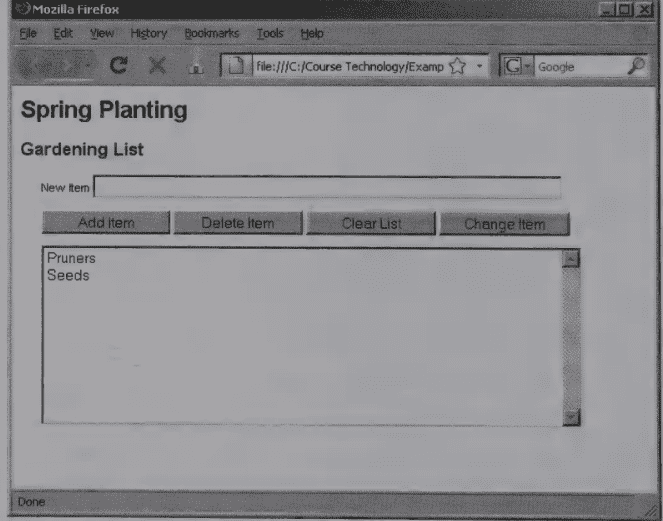 Mozilla Firefox
File Edit View History Bookmarks Tools Help
file:///C:/Course Technology/Examp G Google
Spring Planting
Gardening List
New Item
Add Item Delete Item Clear List Change Item
Pruners
Seeds
Done